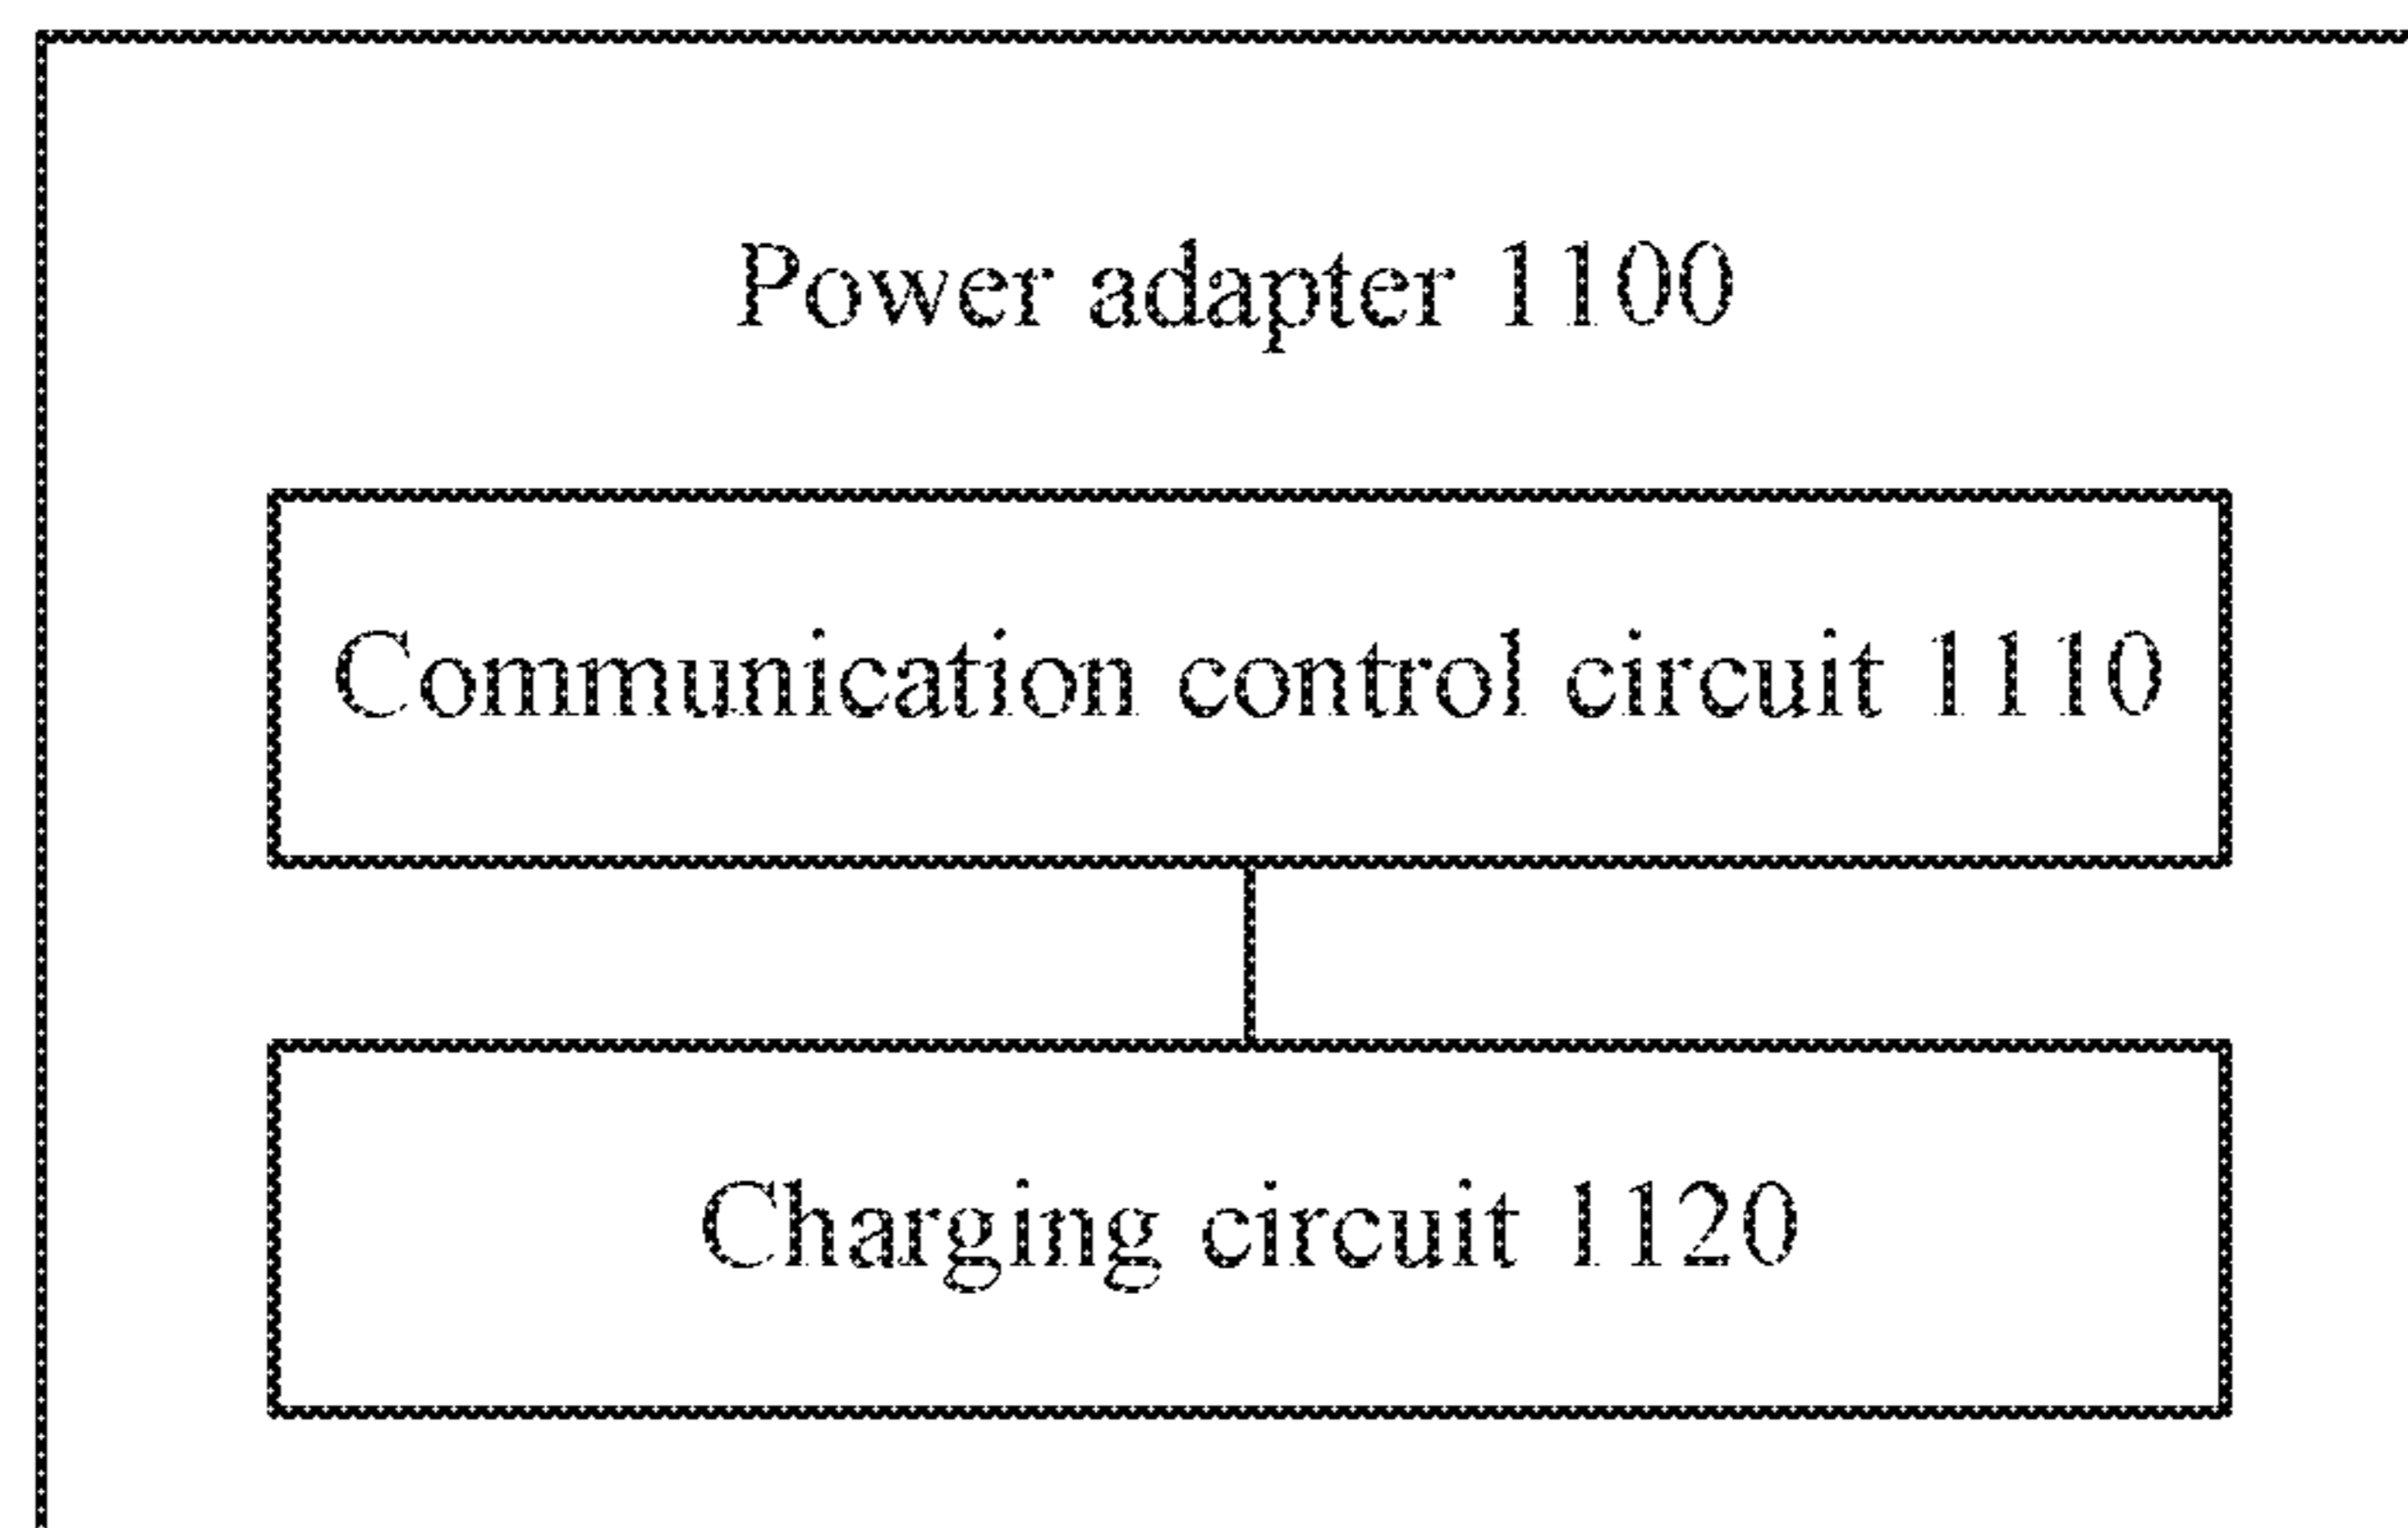 Power adapter 1100
Communication control circuit 1110
Charging circuit 1120